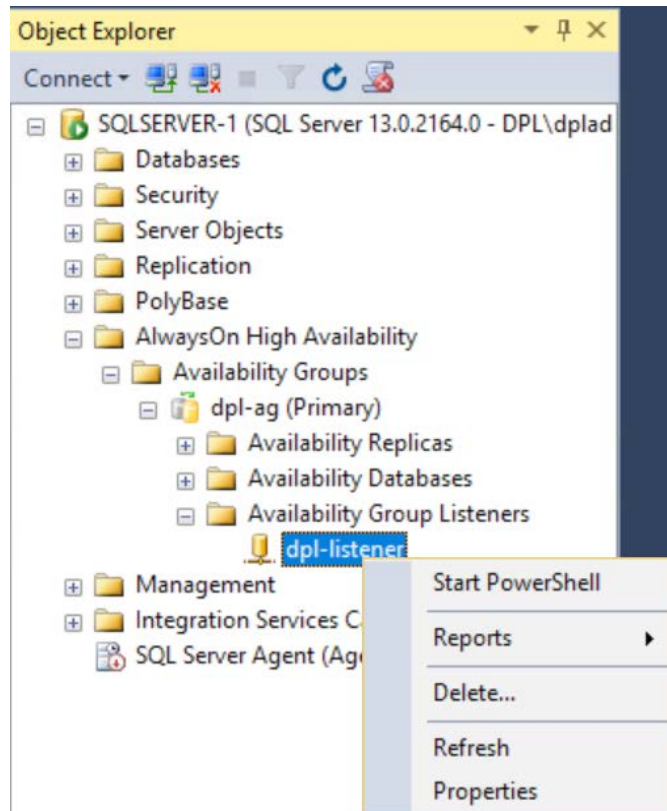 Object Explorer
Connect
SQLSERVER-1 (SQL Server 13.0.2164.0 - DPL\dplad
Databases
Security
Server Objects
Replication
PolyBase
AlwaysOn High Availability
Availability Groups
dpl-ag (Primary)
Availability Replicas
Availability Databases
Availability Group Listeners
dpl-listener
Management
Integration Services C
SQL Server Agent (Age
Start PowerShell
Reports
Delete...
Refresh
Properties